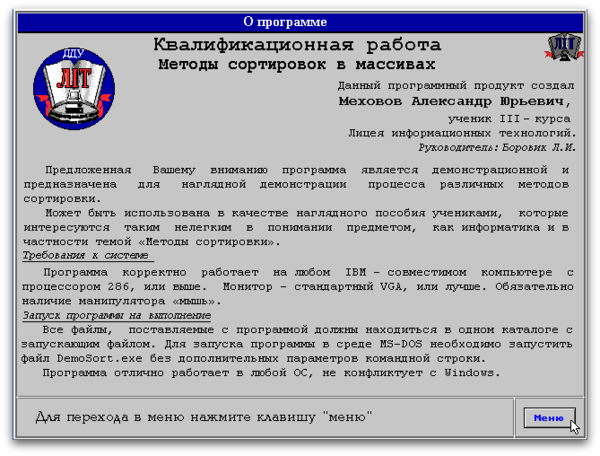 О программе
ДДУ
ЛІТ
ЛІТ
Квалификационная работа
Методы сортировок в массивах
Данный программный продукт создал
Меховов Александр Юрьевич,
ученик III - курса
Лицея информационных технологий.
Руководитель: Боровик Л.И.
Предложенная Вашему вниманию программа является демонстрационной и
предназначена для наглядной демонстрации процесса различных методов
сортировки.
Может быть использована в качестве наглядного пособия учениками, которые
интересуются таким нелегким в понимании предметом, как информатика и в
частности темой «Методы сортировки».
Требования к системе
Программа корректно работает на любом IBM - совместимом компьютере с
процессором 286, или выше. Монитор - стандартный VGA, или лучше. Обязательно
наличие манипулятора «мышь».
Запуск программы на выполнение
Все файлы, поставляемые с программой должны находиться в одном каталоге с
запускающим файлом. Для запуска программы в среде MS-DOS необходимо запустить
файл DemoSort.exe без дополнительных параметров командной строки.
Программа отлично работает в любой ОС, не конфликтует с Windows.
Для перехода в меню нажмите клавишу "меню"
Меню